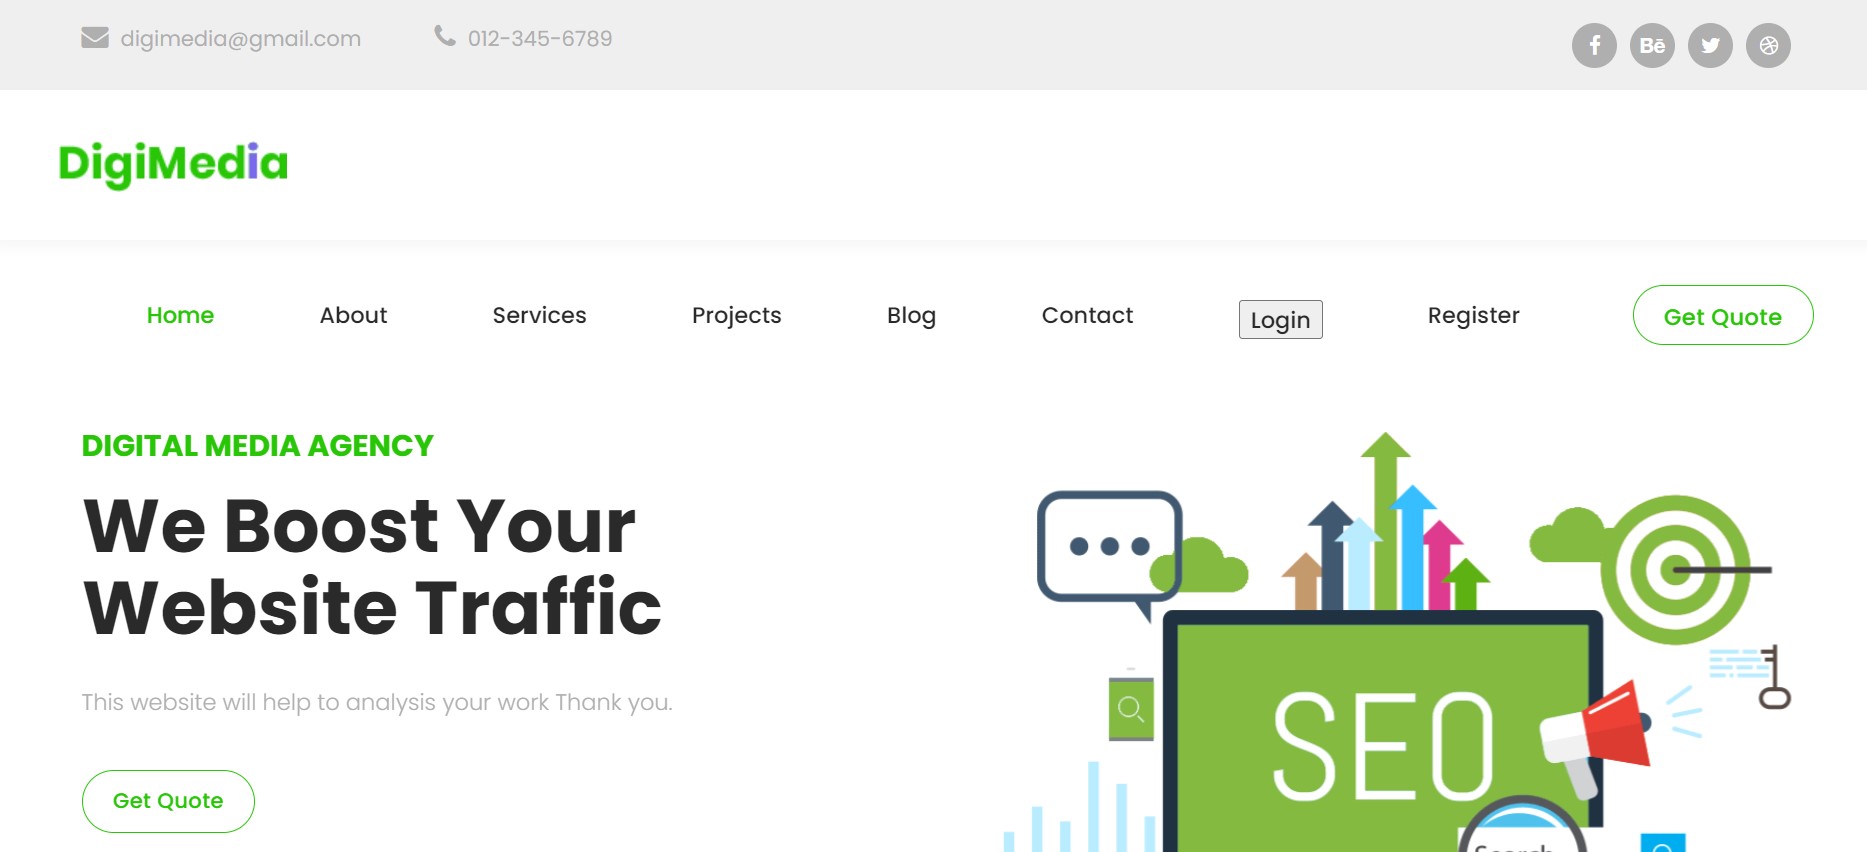 digimedia@gmail.com 012-345-6789 Bē
DigiMedia
Home About Services Projects Blog Contact Login Register Get Quote
DIGITAL MEDIA AGENCY
We Boost Your
Website Traffic
This website will help to analysis your work Thank you.
Get Quote
SEO
Search